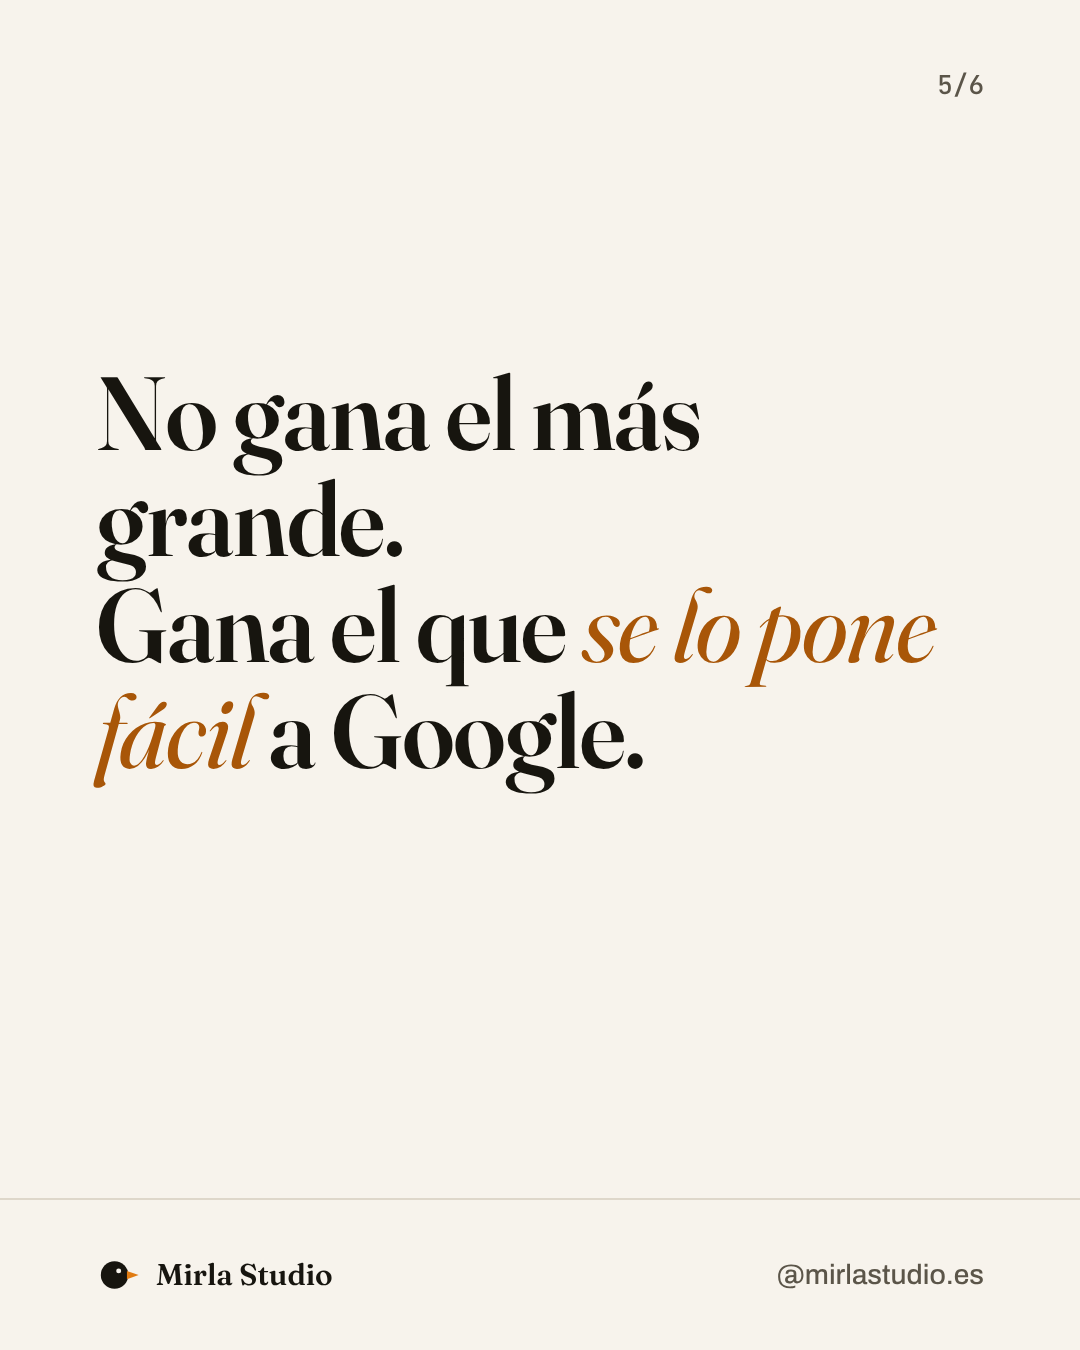 5/6
No gana el más
grande.
Gana el que se lo pone
fácil a Google.
Mirla Studio
@mirlastudio.es